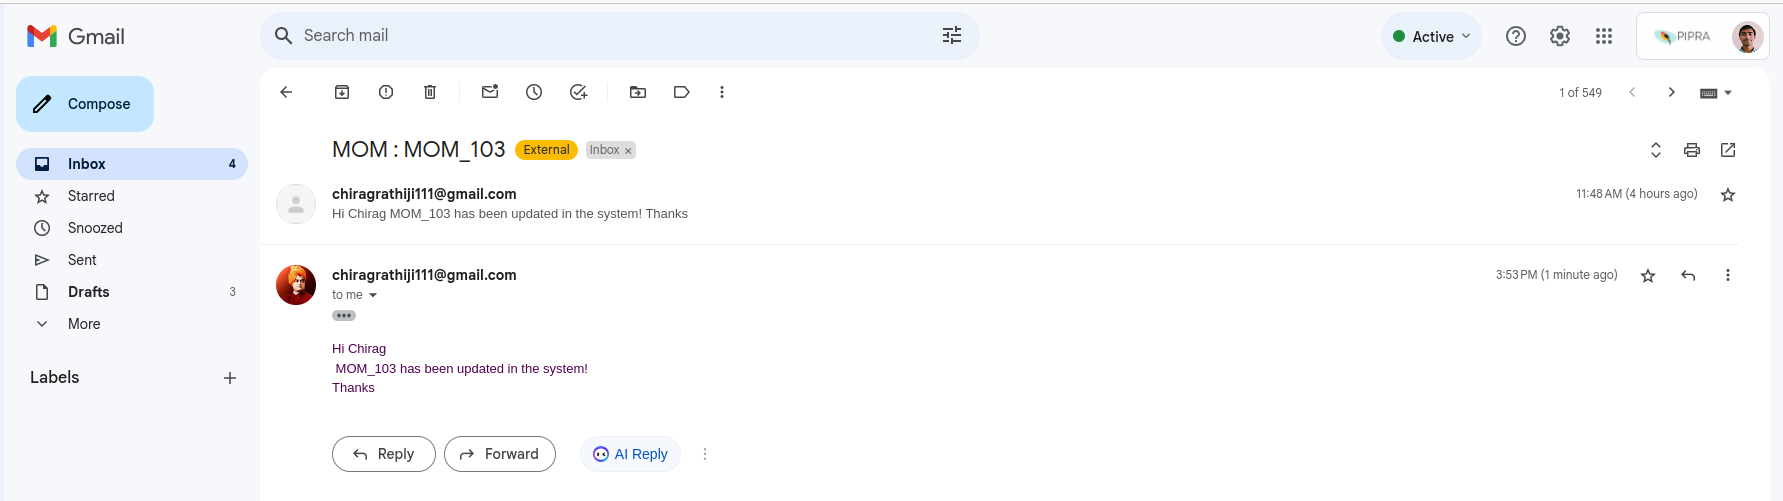 Gmail
Search mail
Active
PIPRA
Compose
1 of 549
Inbox 4
Starred
Snoozed
Sent
Drafts 3
More
Labels
MOM : MOM_103 External Inbox ×
chiragrathiji111@gmail.com 11:48 AM (4 hours ago)
Hi Chirag MOM_103 has been updated in the system! Thanks
chiragrathiji111@gmail.com 3:53 PM (1 minute ago)
to me
Hi Chirag
MOM_103 has been updated in the system!
Thanks
Reply Forward AI Reply